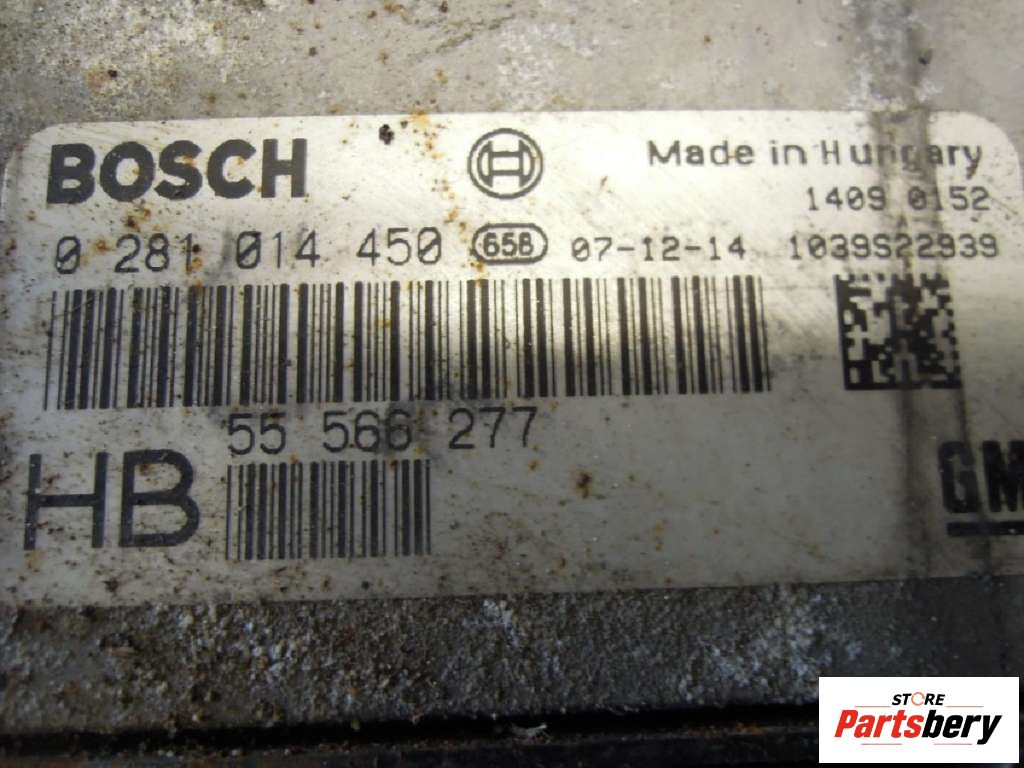 BOSCH
Made in Hungary
1409 0152
0 281 014 450 658 07-12-14 1039S22939
55 566 277
HB
GM
STORE
Partsbery